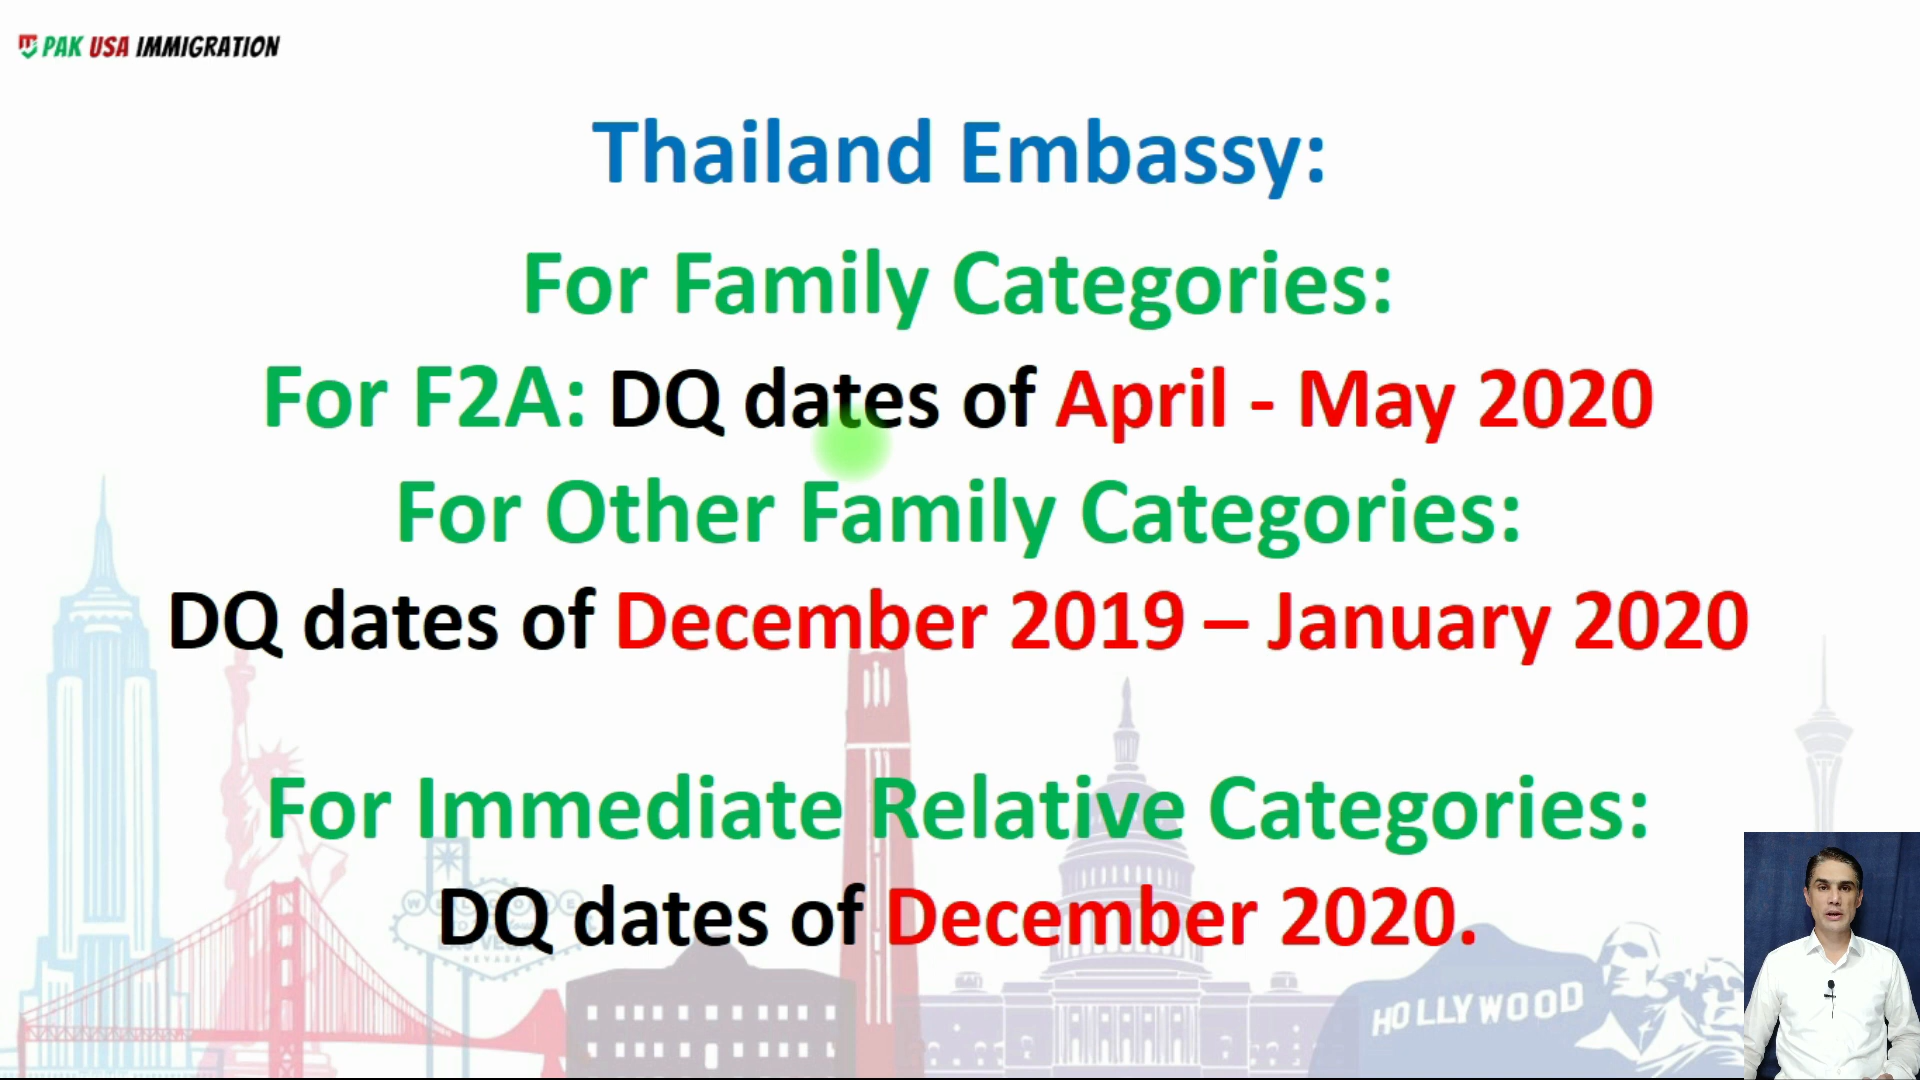 PAK USA IMMIGRATION
Thailand Embassy:
For Family Categories:
For F2A: DQ dates of April - May 2020
For Other Family Categories:
DQ dates of December 2019 – January 2020
For Immediate Relative Categories:
DQ dates of December 2020.
NEVADA
HOLLYWOOD